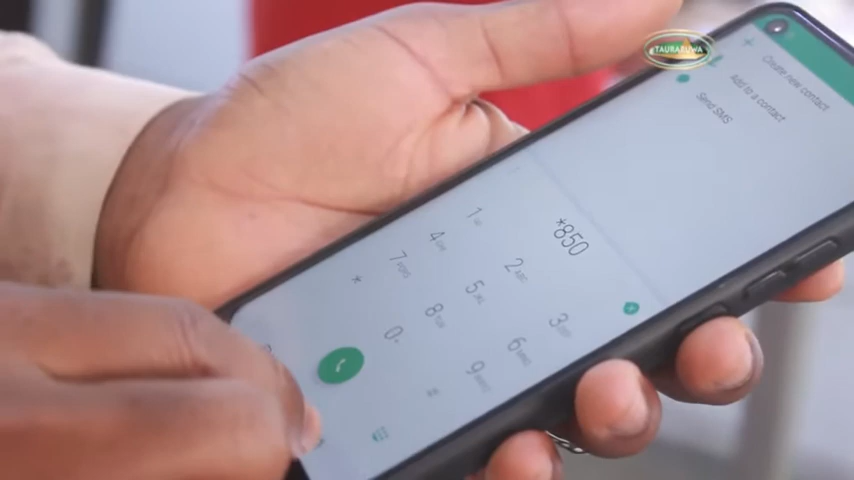 TAURARUWA
Create new contact
Add to a contact
Send SMS
*850
1
2 ABC
3 DEF
4 GHI
5 JKL
6 MNO
7 PQRS
8 TUV
9 WXYZ
*
0 +
#